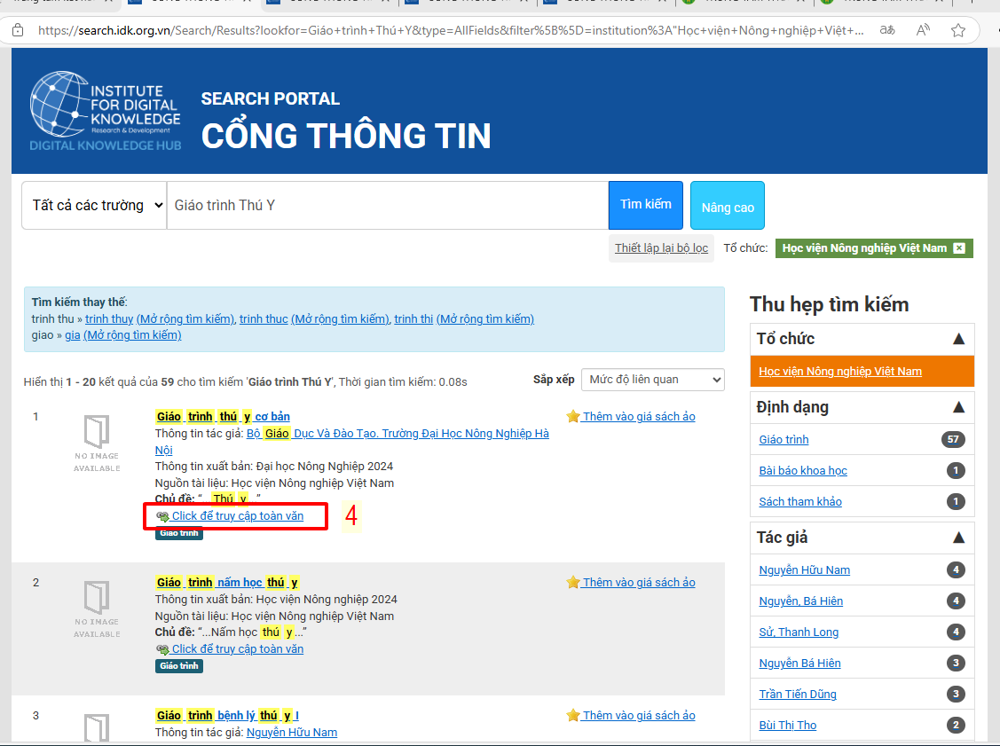 https://search.idk.org.vn/Search/Results?lookfor=Giáo+trình+Thú+Y&type=AllFields&filter%5B%5D=institution%3A"Học+viện+Nông+nghiệp+Việt+...
INSTITUTE
FOR DIGITAL
KNOWLEDGE
Research & Development
DIGITAL KNOWLEDGE HUB
SEARCH PORTAL
CỔNG THÔNG TIN
Tất cả các trường
Giáo trình Thú Y
Tìm kiếm
Nâng cao
Thiết lập lại bộ lọc
Tổ chức:
Học viện Nông nghiệp Việt Nam
Tìm kiếm thay thế:
trinh thu » trinh thuy (Mở rộng tìm kiếm), trinh thuc (Mở rộng tìm kiếm), trinh thi (Mở rộng tìm kiếm)
giao » gia (Mở rộng tìm kiếm)
Hiển thị 1 - 20 kết quả của 59 cho tìm kiếm 'Giáo trình Thú Y', Thời gian tìm kiếm: 0.08s
Sắp xếp
Mức độ liên quan
1
NO IMAGE
AVAILABLE
Giáo trình thú y cơ bản
Thêm vào giá sách ảo
Thông tin tác giả: Bộ Giáo Dục Và Đào Tạo. Trường Đại Học Nông Nghiệp Hà
Nội
Thông tin xuất bản: Đại học Nông Nghiệp 2024
Nguồn tài liệu: Học viện Nông nghiệp Việt Nam
Chủ đề: “...Thú y...”
Click để truy cập toàn văn
4
Giáo trình
2
NO IMAGE
AVAILABLE
Giáo trình nấm học thú y
Thêm vào giá sách ảo
Thông tin xuất bản: Học viện Nông nghiệp 2024
Nguồn tài liệu: Học viện Nông nghiệp Việt Nam
Chủ đề: “...Nấm học thú y...”
Click để truy cập toàn văn
Giáo trình
3
Giáo trình bệnh lý thú y I
Thêm vào giá sách ảo
Thông tin tác giả: Nguyễn Hữu Nam
Thu hẹp tìm kiếm
Tổ chức
Học viện Nông nghiệp Việt Nam
Định dạng
Giáo trình 57
Bài báo khoa học 1
Sách tham khảo 1
Tác giả
Nguyễn Hữu Nam 4
Nguyễn, Bá Hiên 4
Sử, Thanh Long 4
Nguyễn Bá Hiên 3
Trần Tiến Dũng 3
Bùi Thị Tho 2